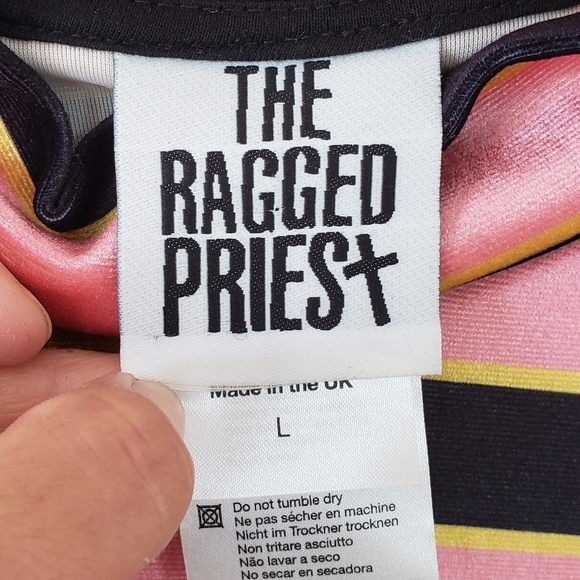 THE
RAGGED
PRIEST
Made in the UK
L
Do not tumble dry
Ne pas sécher en machine
Nicht im Trockner trocknen
Non tritare asciutto
Não lavar a seco
No secar en secadora